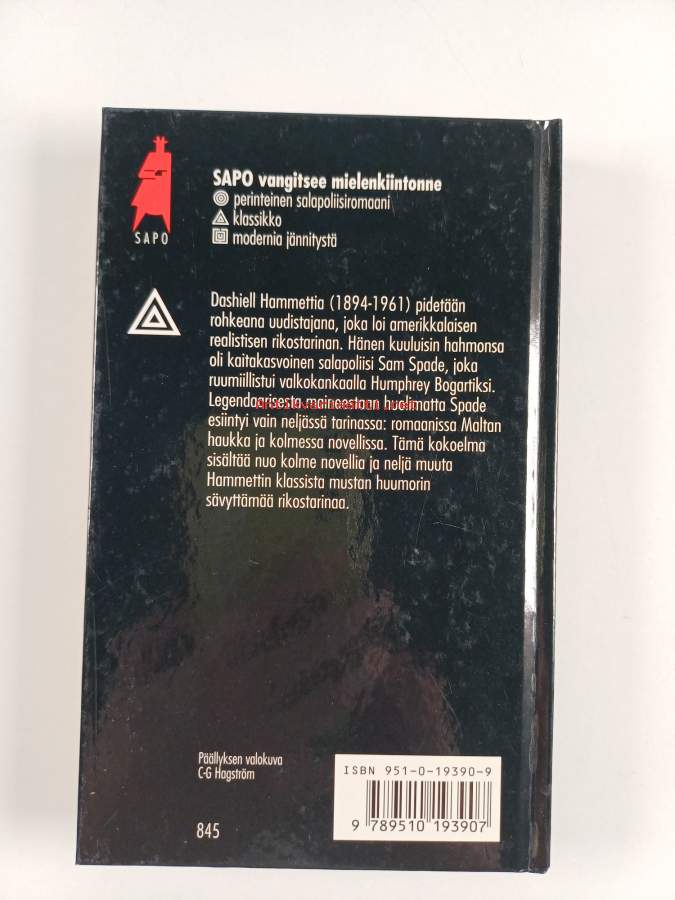 SAPO
SAPO vangitsee mielenkiintonne
perinteinen salapoliisiromaani
klassikko
modernia jännitystä
Dashiell Hammettia (1894-1961) pidetään
rohkeana uudistajana, joka loi amerikkalaisen
realistisen rikostarinan. Hänen kuuluisin hahmonsa
oli kaitakasvoinen salapoliisi Sam Spade, joka
ruumiillistui valkokankaalla Humphrey Bogartiksi.
Legendaarisesta maineestaan huolimatta Spade
esiintyi vain neljässä tarinassa: romaanissa Maltan
haukka ja kolmessa novellissa. Tämä kokoelma
sisältää nuo kolme novellia ja neljä muuta
Hammettin klassista mustan huumorin
sävyttämää rikostarinaa.
Päällyksen valokuva
C-G Hagström
845
ISBN 951-0-19390-9
9 789510 193907